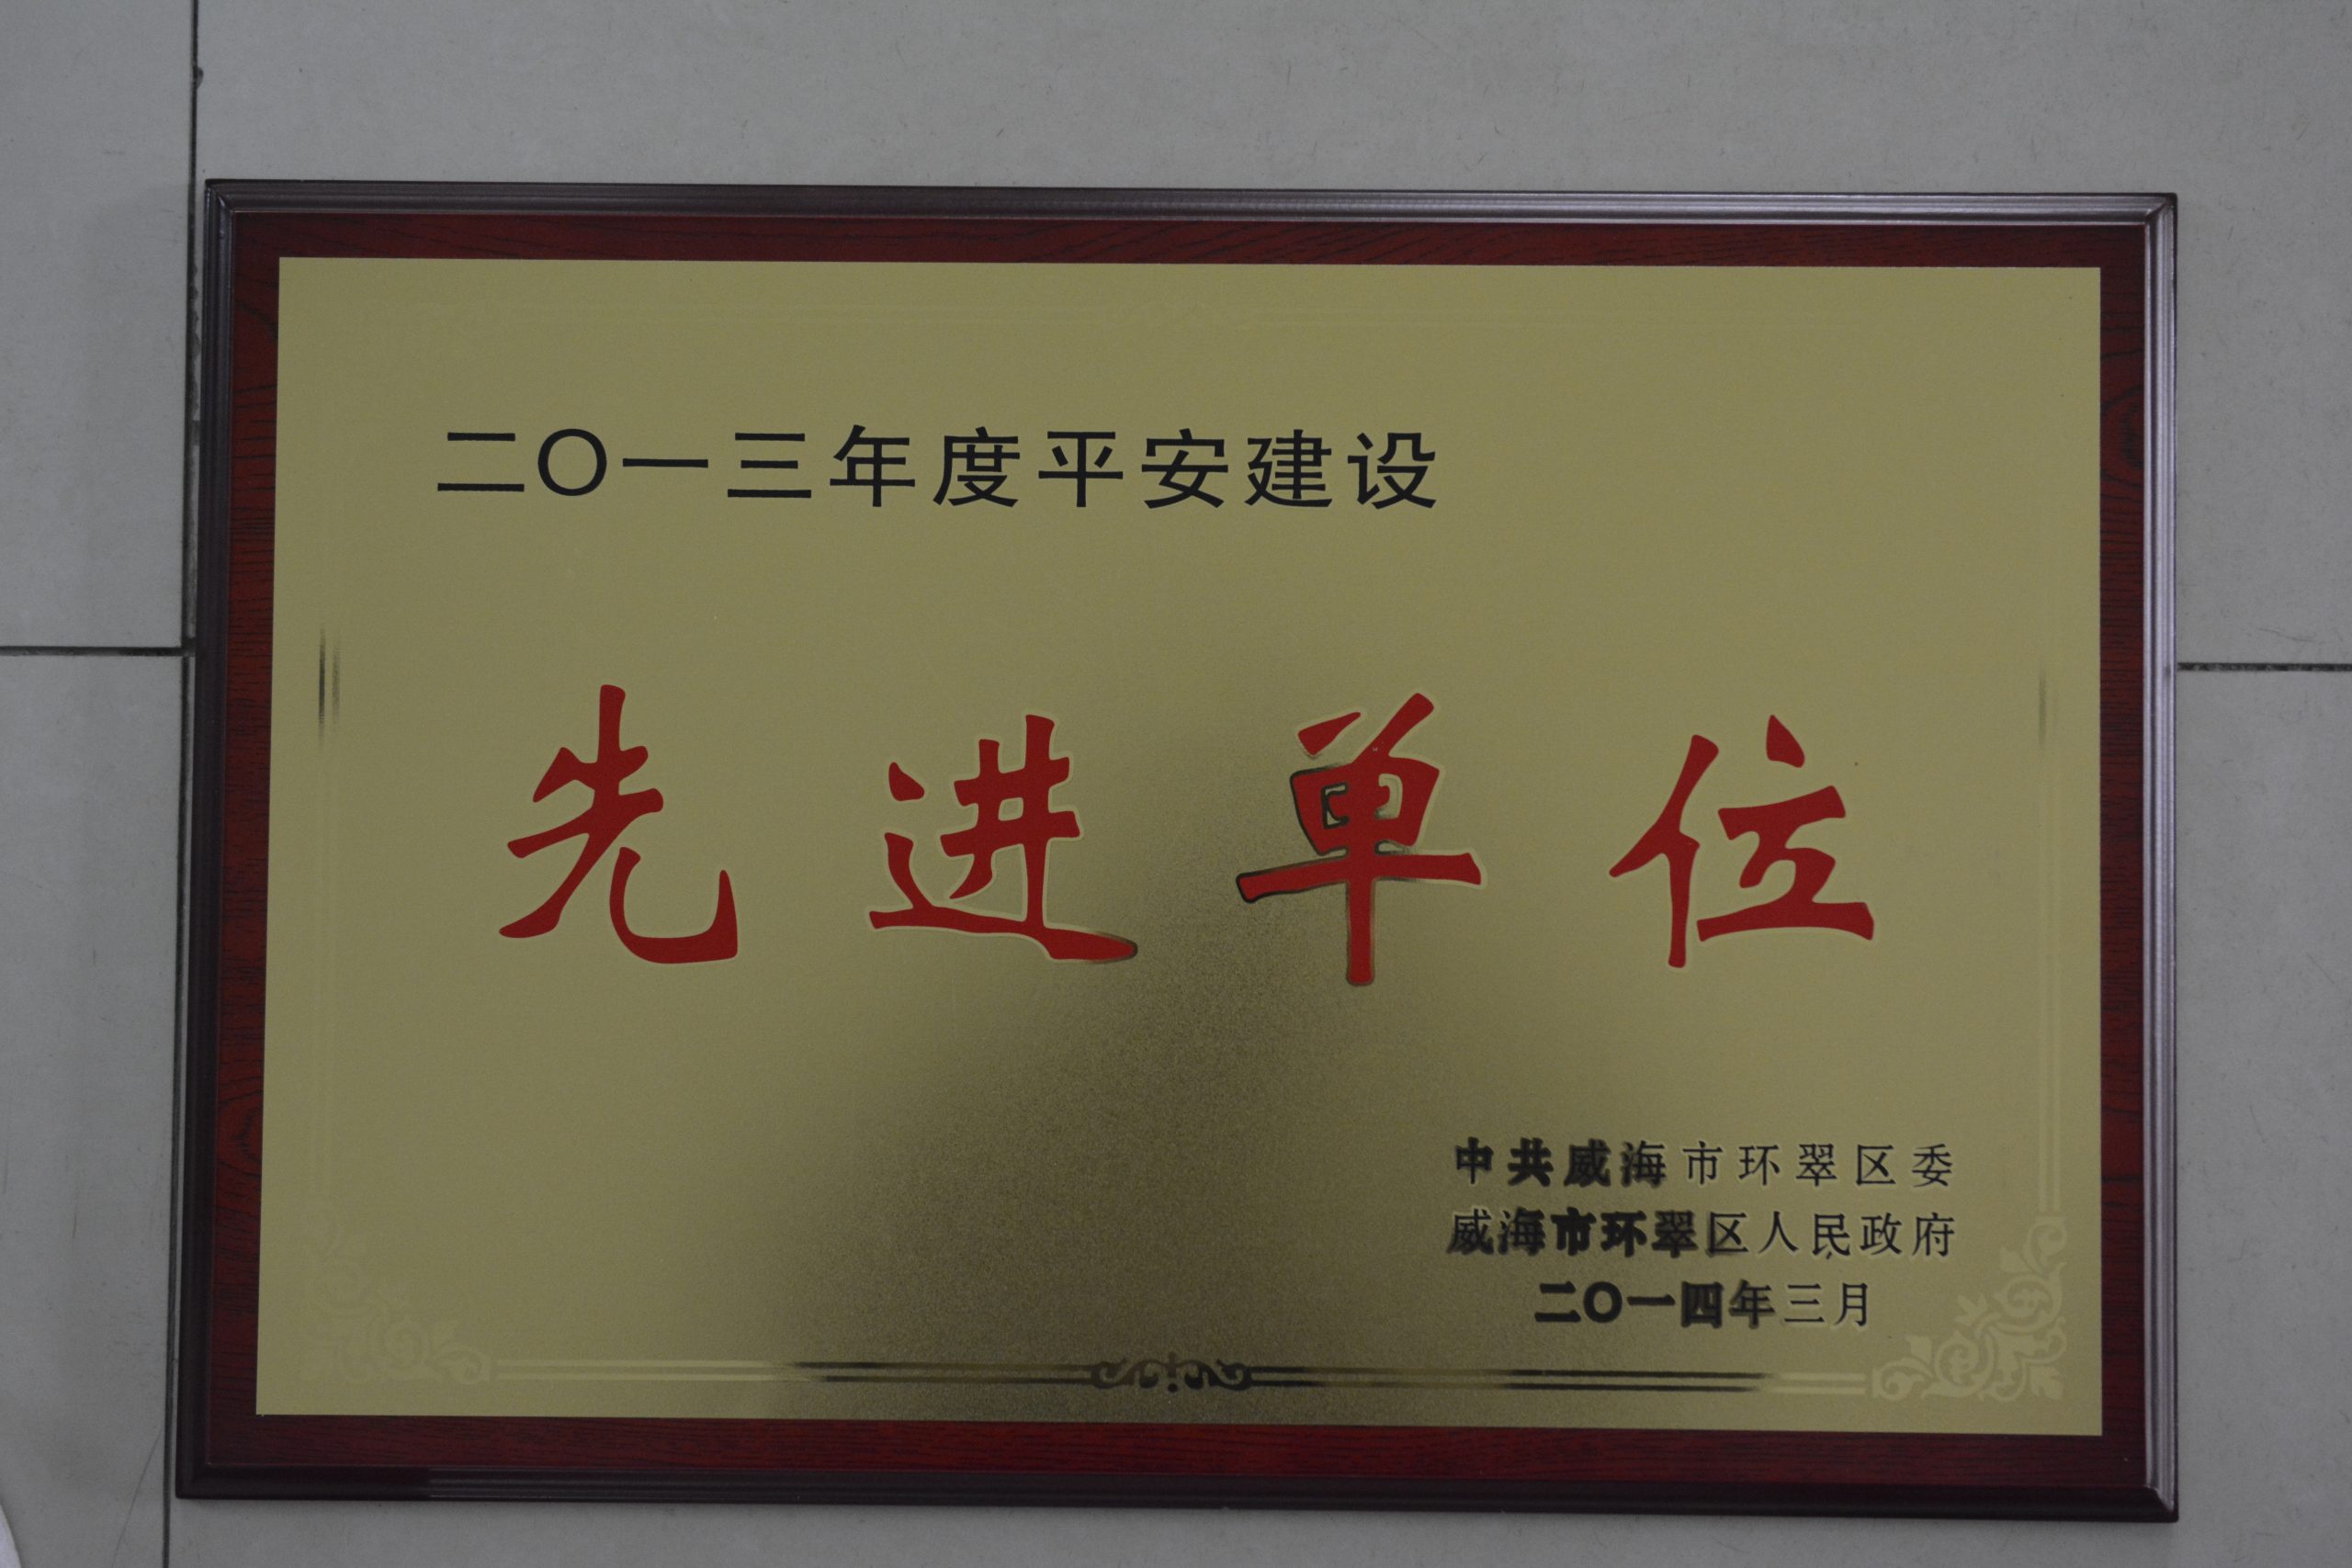 二〇一三年度平安建设
先进单位
中共威海市环翠区委
威海市环翠区人民政府
二〇一四年三月